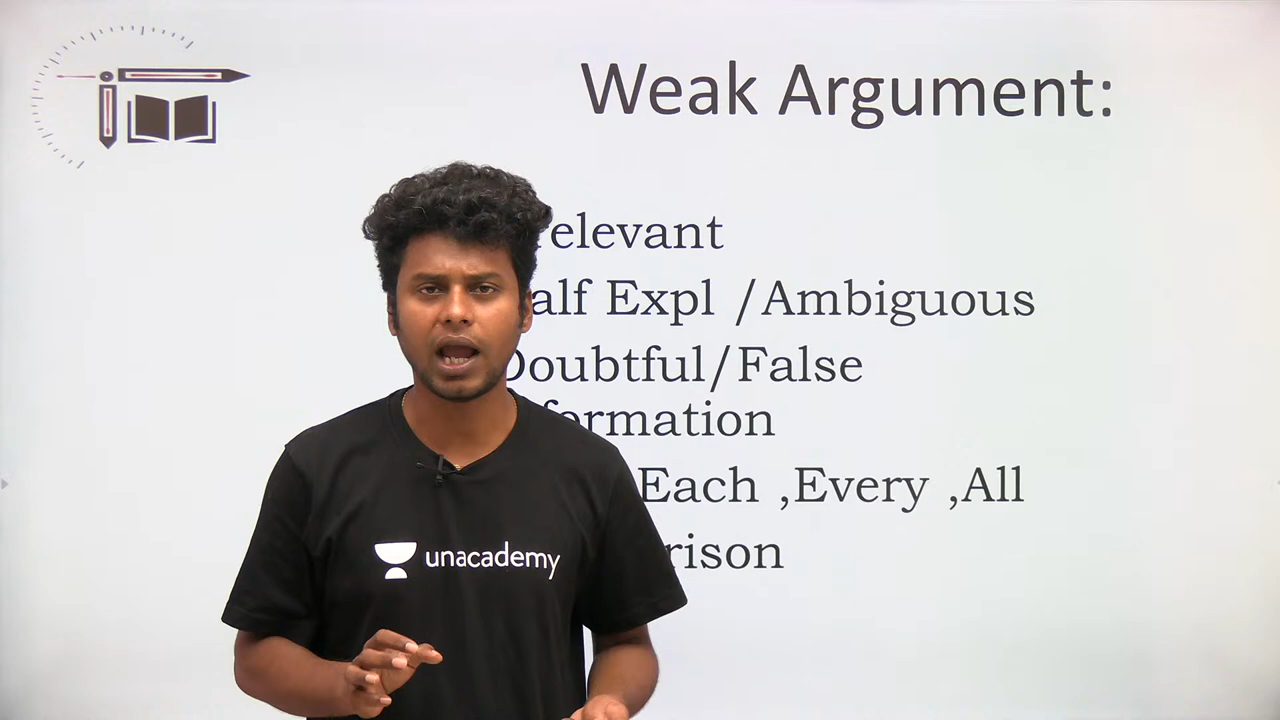 Weak Argument:
relevant
alf Expl /Ambiguous
Doubtful/False
formation
Each ,Every ,All
rison
unacademy